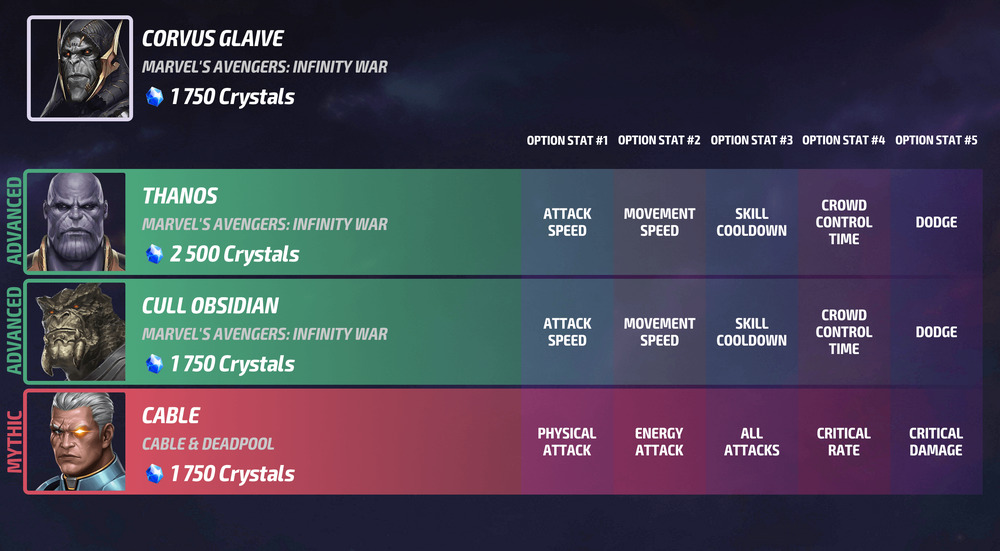 CORVUS GLAIVE
MARVEL'S AVENGERS: INFINITY WAR
1 750 Crystals
OPTION STAT #1 OPTION STAT #2 OPTION STAT #3 OPTION STAT #4 OPTION STAT #5
ADVANCED
THANOS
MARVEL'S AVENGERS: INFINITY WAR
2 500 Crystals
ATTACK
SPEED
MOVEMENT
SPEED
SKILL
COOLDOWN
CROWD
CONTROL
TIME
DODGE
ADVANCED
CULL OBSIDIAN
MARVEL'S AVENGERS: INFINITY WAR
1 750 Crystals
ATTACK
SPEED
MOVEMENT
SPEED
SKILL
COOLDOWN
CROWD
CONTROL
TIME
DODGE
MYTHIC
CABLE
CABLE & DEADPOOL
1 750 Crystals
PHYSICAL
ATTACK
ENERGY
ATTACK
ALL
ATTACKS
CRITICAL
RATE
CRITICAL
DAMAGE